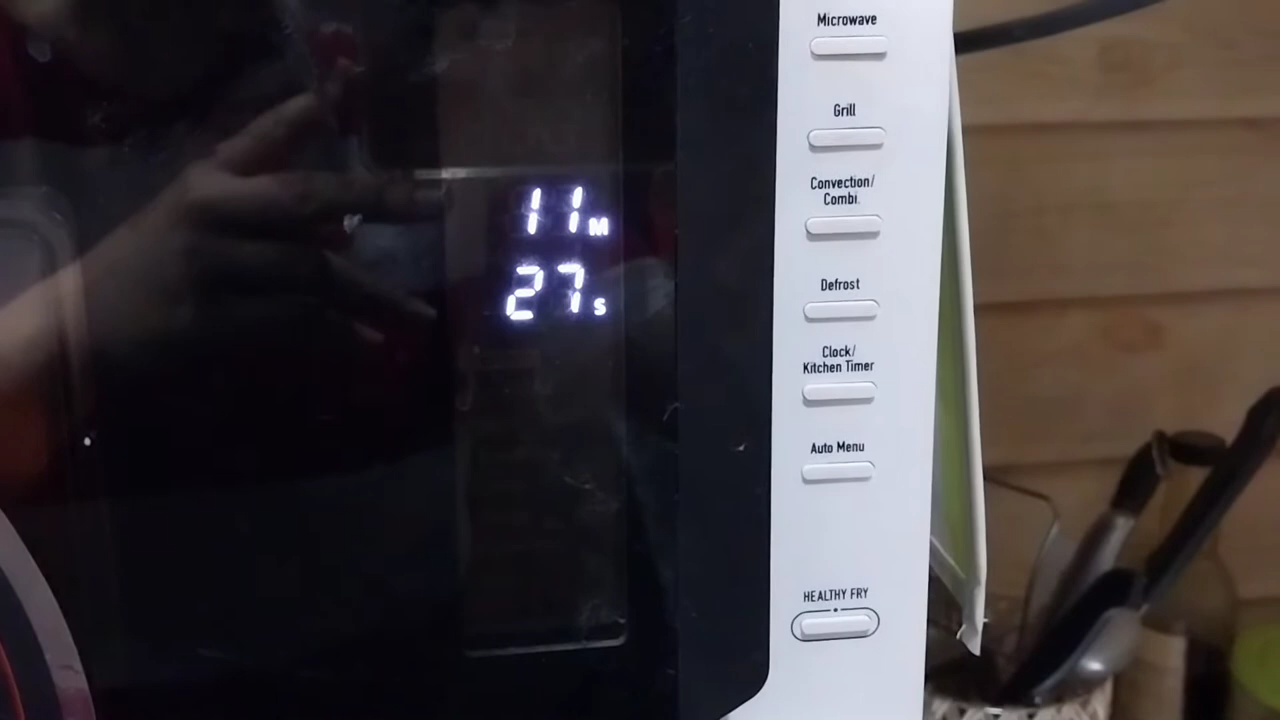 Microwave
Grill
Convection/
Combi.
Defrost
Clock/
Kitchen Timer
Auto Menu
HEALTHY FRY
11M
27s